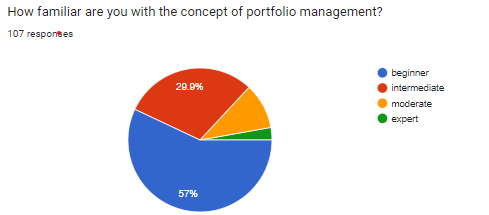 How familiar are you with the concept of portfolio management?
107 responses
29.9%
57%
beginner
intermediate
moderate
expert